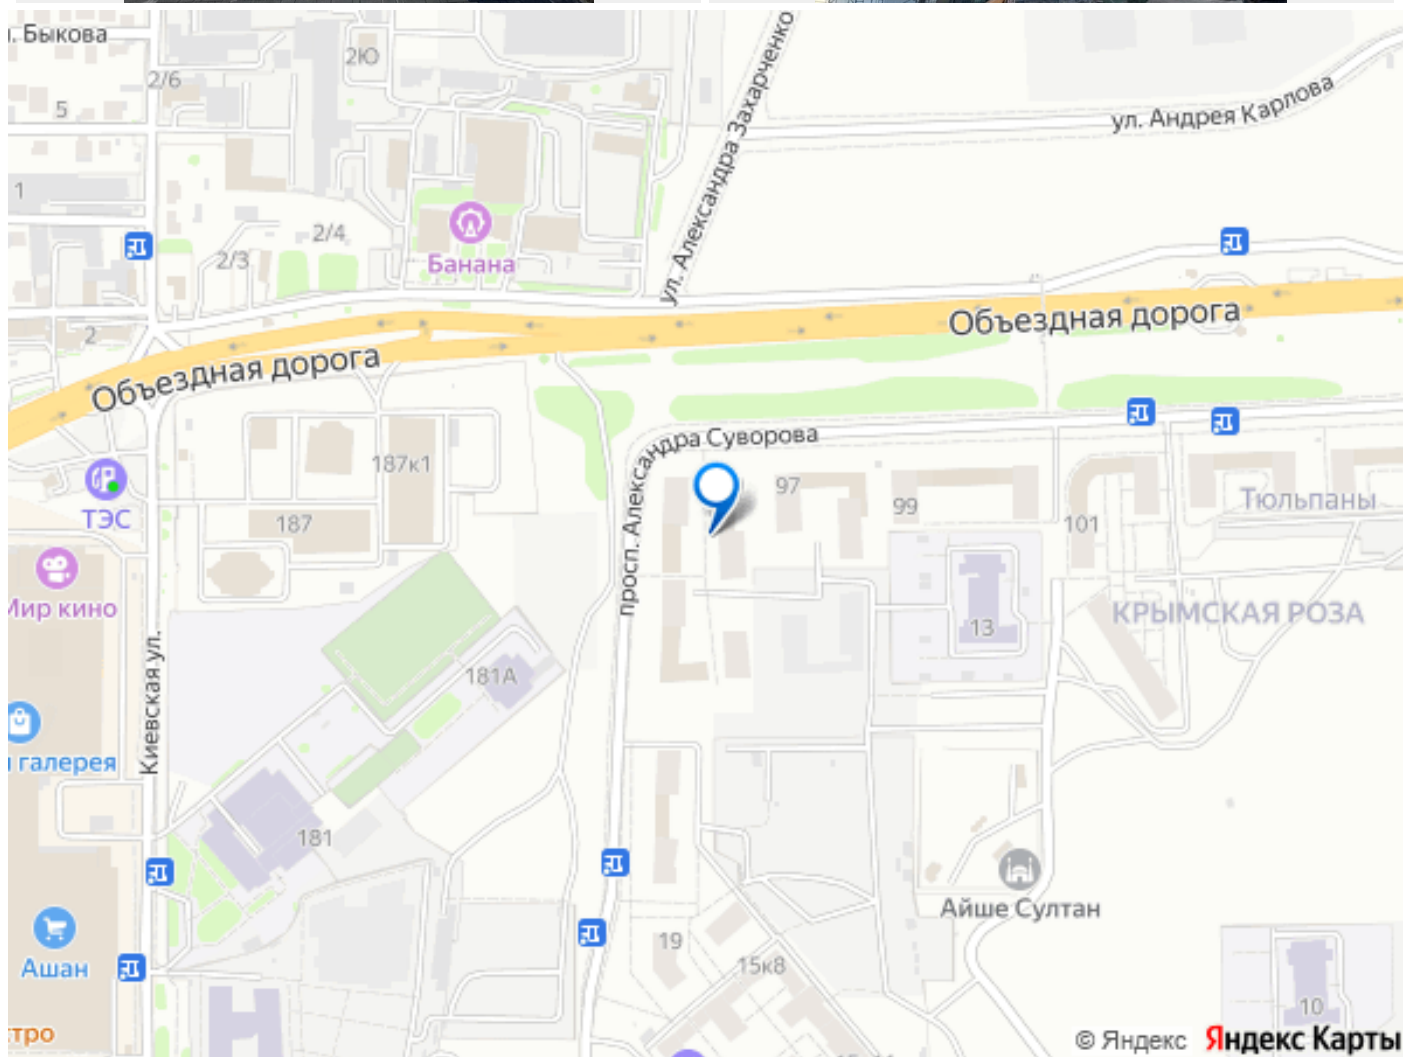 Быкова
2Ю
2/6
5
ул. Александра Захарченко
ул. Андрея Карлова
1
2/4
2/3
Банана
2
Объездная дорога
Объездная дорога
просп. Александра Суворова
187к1
97
99
101
Тюльпаны
ТЭС
187
Мир кино
13
КРЫМСКАЯ РОЗА
181А
Киевская ул.
галерея
181
Айше Султан
19
Ашан
15к8
10
© Яндекс Яндекс Карты